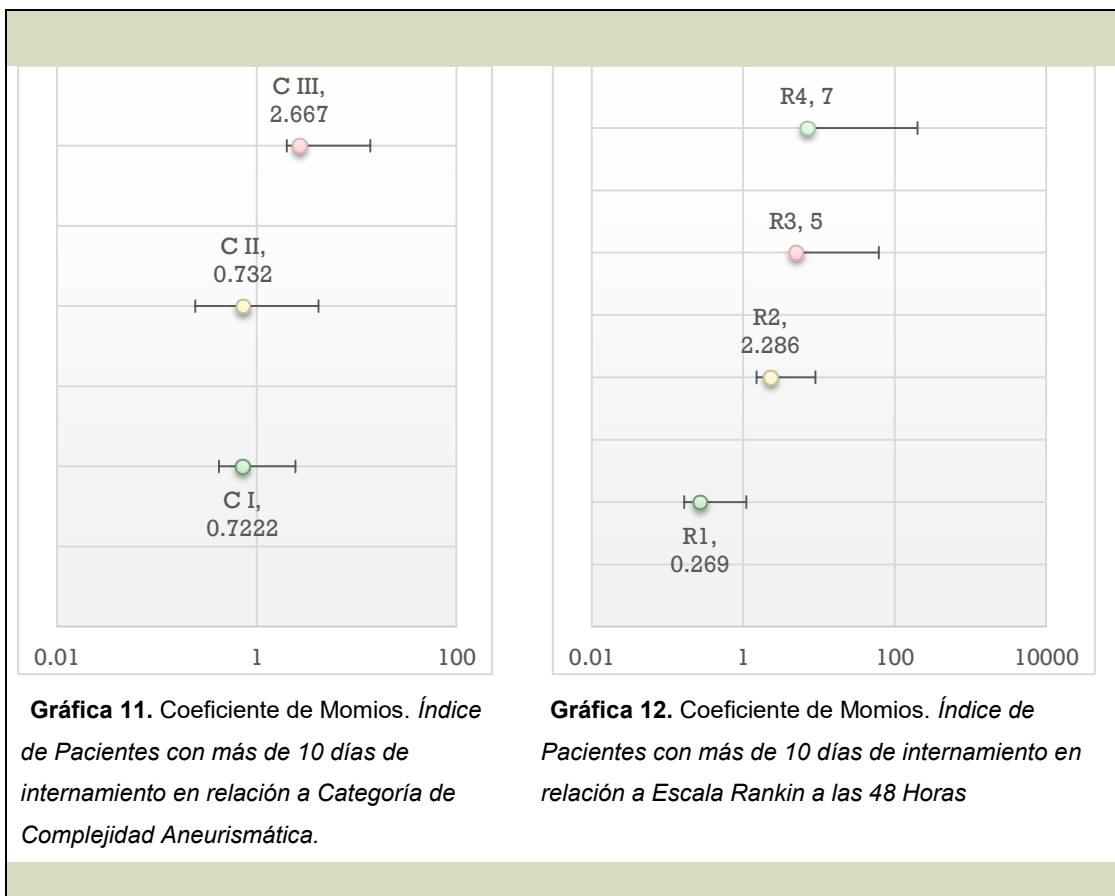 C III,
2.667
C II,
0.732
C I,
0.7222
0.01 1 100
R4, 7
R3, 5
R2,
2.286
R1,
0.269
0.01 1 100 10000
Gráfica 11. Coeficiente de Momios. Índice
de Pacientes con más de 10 días de
internamiento en relación a Categoría de
Complejidad Aneurismática.
Gráfica 12. Coeficiente de Momios. Índice de
Pacientes con más de 10 días de internamiento en
relación a Escala Rankin a las 48 Horas